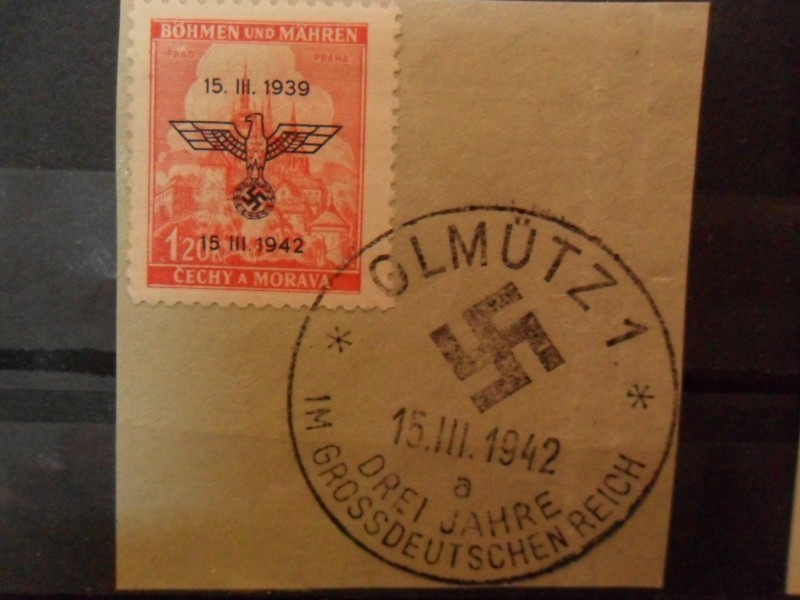 BÖHMEN UND MÄHREN
PRAG PRAHA
15. III. 1939
15 III. 1942
1.20K
ČECHY A MORAVA
OLMÜTZ 1
* *
15.III.1942
a
DREI JAHRE
IM GROSSDEUTSCHEN REICH